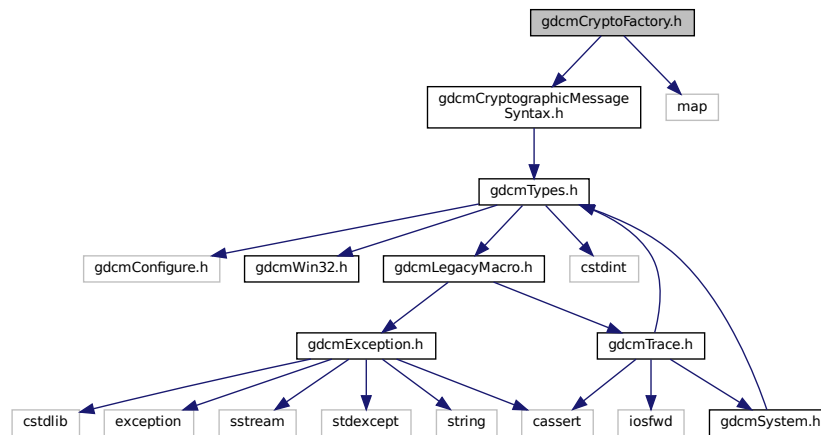 gdcmCryptoFactory.h
gdcmCryptographicMessage
Syntax.h
map
gdcmTypes.h
gdcmConfigure.h
gdcmWin32.h
gdcmLegacyMacro.h
cstdint
gdcmException.h
gdcmTrace.h
cstdlib
exception
sstream
stdexcept
string
cassert
iosfwd
gdcmSystem.h